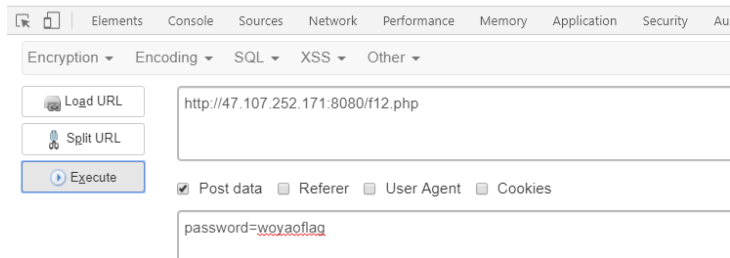 Elements Console Sources Network Performance Memory Application Security Au
Encryption Encoding SQL XSS Other
Load URL
http://47.107.252.171:8080/f12.php
Split URL
Execute
Post data Referer User Agent Cookies
password=woyaoflag